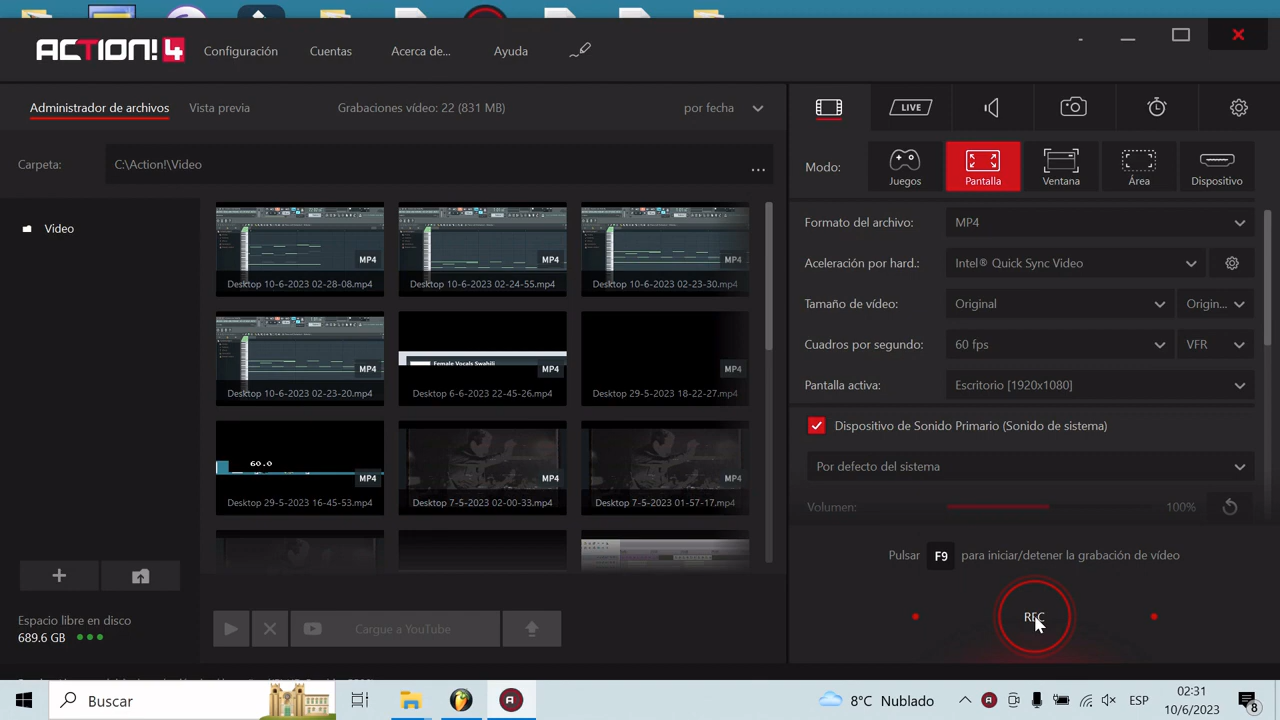 ACTION! 4
Configuración
Cuentas
Acerca de...
Ayuda
Administrador de archivos
Vista previa
Grabaciones vídeo: 22 (831 MB)
por fecha
LIVE
Carpeta:
C:\Action!\Video
...
Modo:
Juegos
Pantalla
Ventana
Área
Dispositivo
Video
MP4
MP4
MP4
Desktop 10-6-2023 02-28-08.mp4
Desktop 10-6-2023 02-24-55.mp4
Desktop 10-6-2023 02-23-30.mp4
Formato del archivo:
MP4
Aceleración por hard.:
Intel® Quick Sync Video
Tamaño de vídeo:
Original
Origin...
Cuadros por segundo:
60 fps
VFR
Pantalla activa:
Escritorio [1920x1080]
Female Vocals Swahili
MP4
MP4
MP4
Desktop 10-6-2023 02-23-20.mp4
Desktop 6-6-2023 22-45-26.mp4
Desktop 29-5-2023 18-22-27.mp4
Dispositivo de Sonido Primario (Sonido de sistema)
Por defecto del sistema
Volumen:
100%
60.0
MP4
MP4
MP4
Desktop 29-5-2023 16-45-53.mp4
Desktop 7-5-2023 02-00-33.mp4
Desktop 7-5-2023 01-57-17.mp4
Pulsar F9 para iniciar/detener la grabación de vídeo
REC
Espacio libre en disco
689.6 GB
Cargue a YouTube
Buscar
8°C Nublado
ESP
02:31
10/6/2023
8